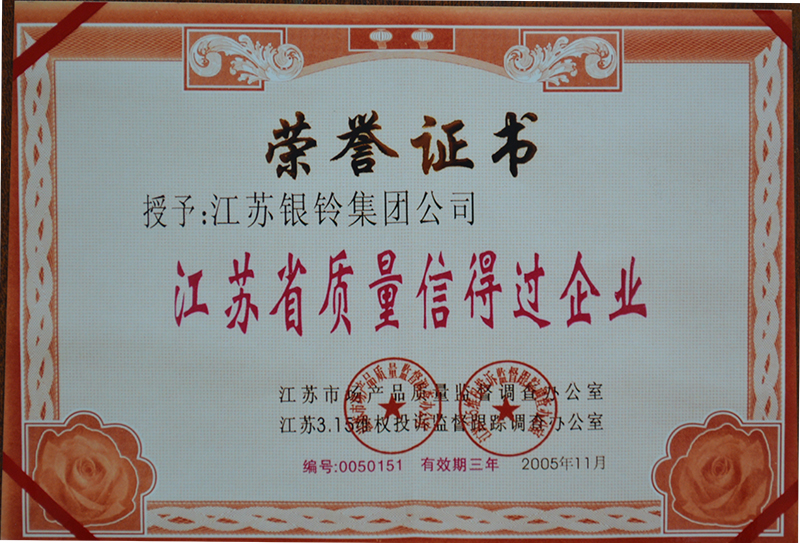 荣誉证书
授予:江苏银铃集团公司
江苏省质量信得过企业
江苏市场产品质量监督调查办公室
江苏3.15维权投诉监督跟踪调查办公室
编号:0050151 有效期三年 2005年11月